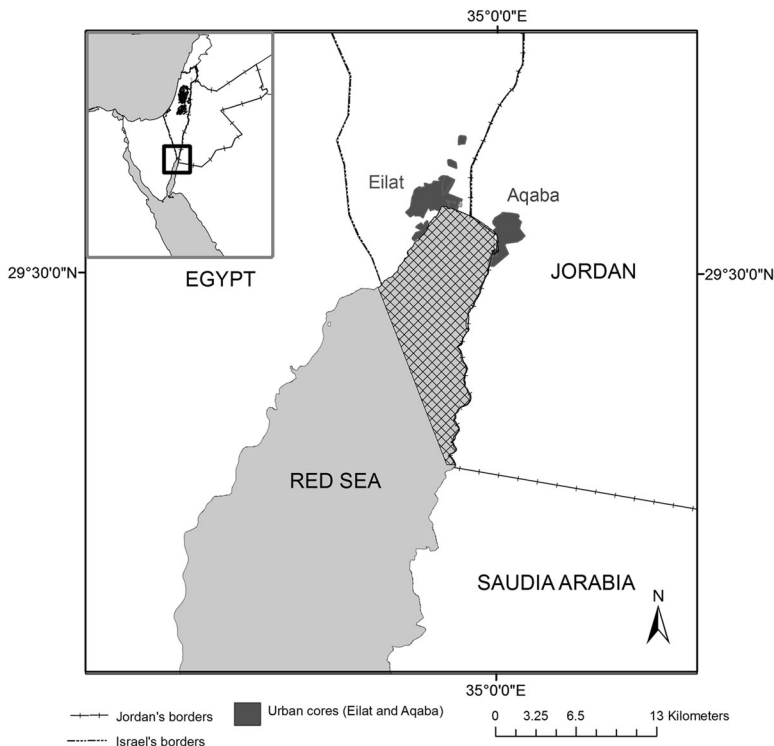 35°0'0"E
Eilat
Aqaba
29°30'0"N
EGYPT
JORDAN
29°30'0"N
RED SEA
SAUDIA ARABIA
N
35°0'0"E
Jordan's borders
Urban cores (Eilat and Aqaba)
0 3.25 6.5 13 Kilometers
Israel's borders